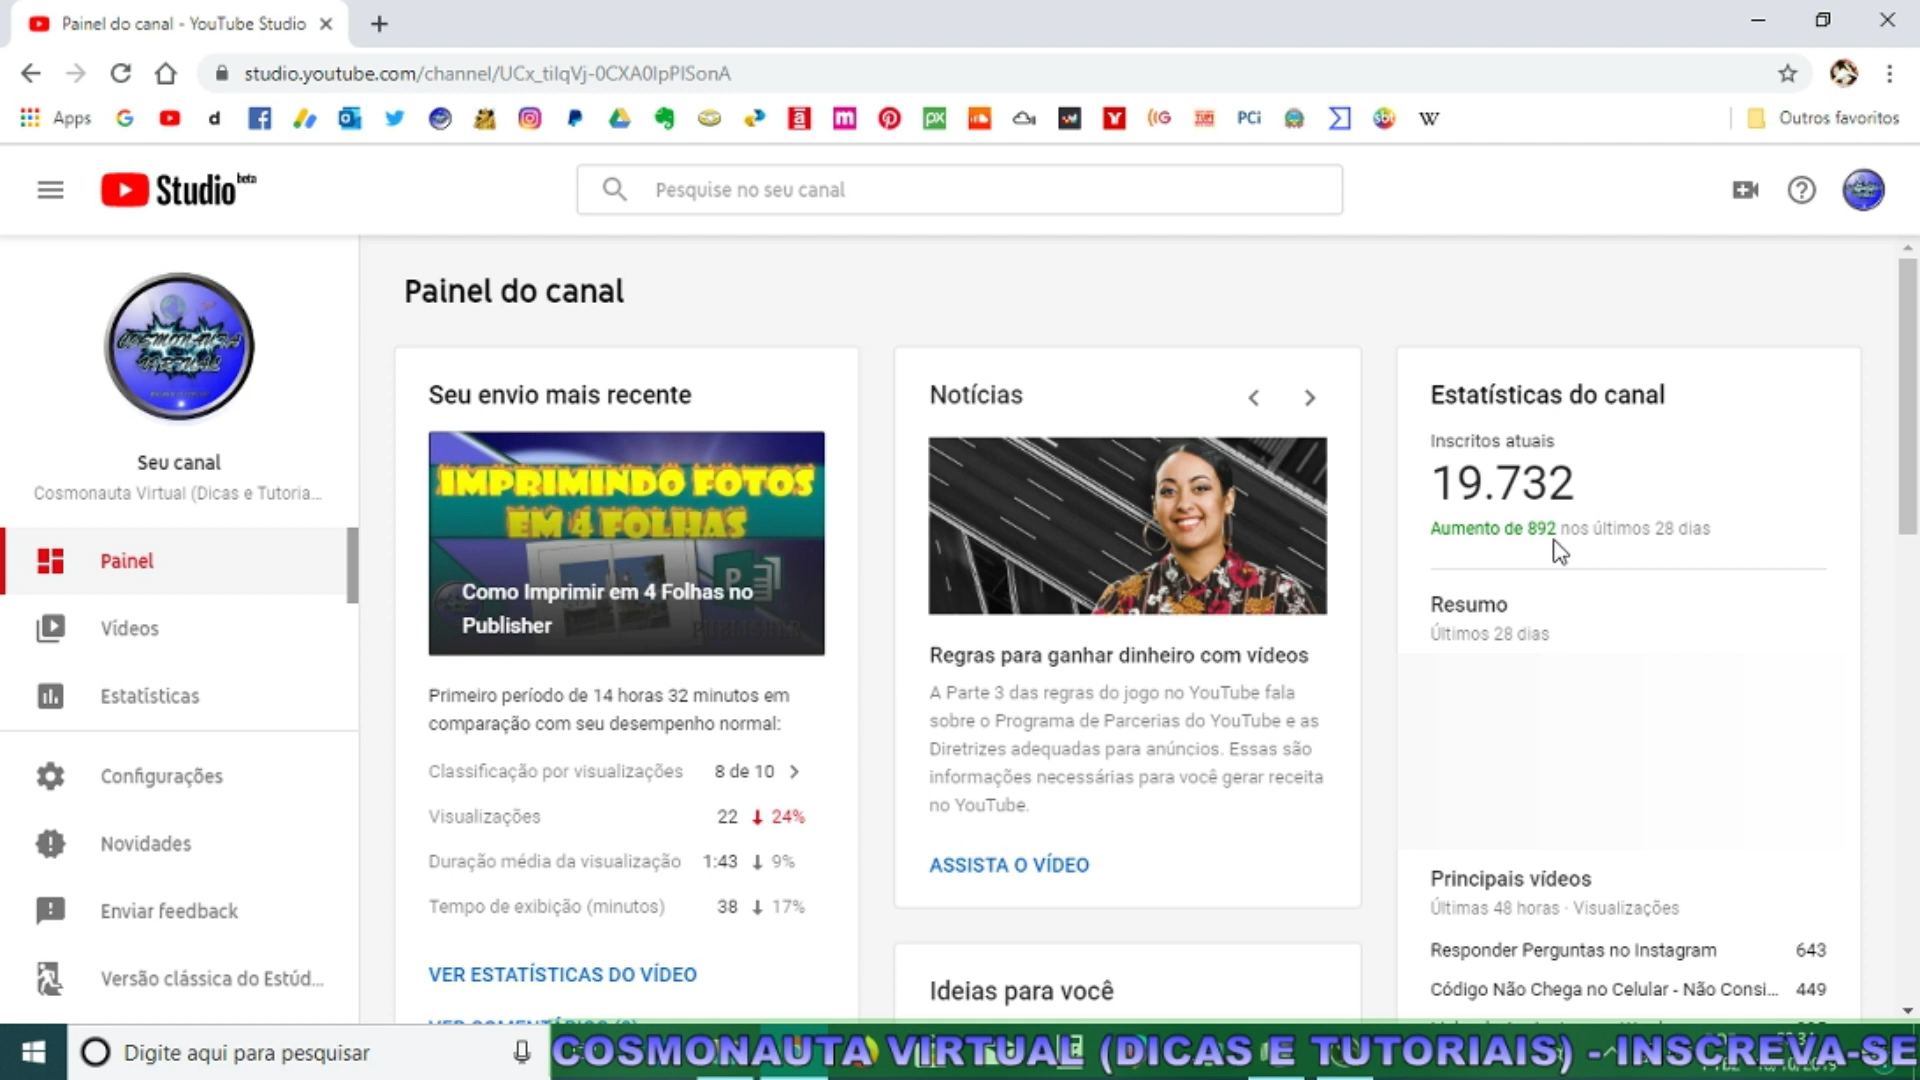 Painel do canal - YouTube Studio
studio.youtube.com/channel/UCx_tilqVj-0CXA0IpPISonA
Apps
Outros favoritos
Studio beta
Pesquise no seu canal
COSMONAUTA
VIRTUAL
Seu canal
Cosmonauta Virtual (Dicas e Tutoria...
Painel
Vídeos
Estatísticas
Configurações
Novidades
Enviar feedback
Versão clássica do Estúd...
Painel do canal
Seu envio mais recente
IMPRIMINDO FOTOS
EM 4 FOLHAS
Como Imprimir em 4 Folhas no
Publisher
Primeiro período de 14 horas 32 minutos em
comparação com seu desempenho normal:
Classificação por visualizações 8 de 10
Visualizações 22 24%
Duração média da visualização 1:43 9%
Tempo de exibição (minutos) 38 17%
VER ESTATÍSTICAS DO VÍDEO
Notícias
Regras para ganhar dinheiro com vídeos
A Parte 3 das regras do jogo no YouTube fala
sobre o Programa de Parcerias do YouTube e as
Diretrizes adequadas para anúncios. Essas são
informações necessárias para você gerar receita
no YouTube.
ASSISTA O VÍDEO
Ideias para você
Estatísticas do canal
Inscritos atuais
19.732
Aumento de 892 nos últimos 28 dias
Resumo
Últimos 28 dias
Principais vídeos
Últimas 48 horas · Visualizações
Responder Perguntas no Instagram 643
Código Não Chega no Celular - Não Consi... 449
Digite aqui para pesquisar
COSMONAUTA VIRTUAL (DICAS E TUTORIAIS) - INSCREVA-SE